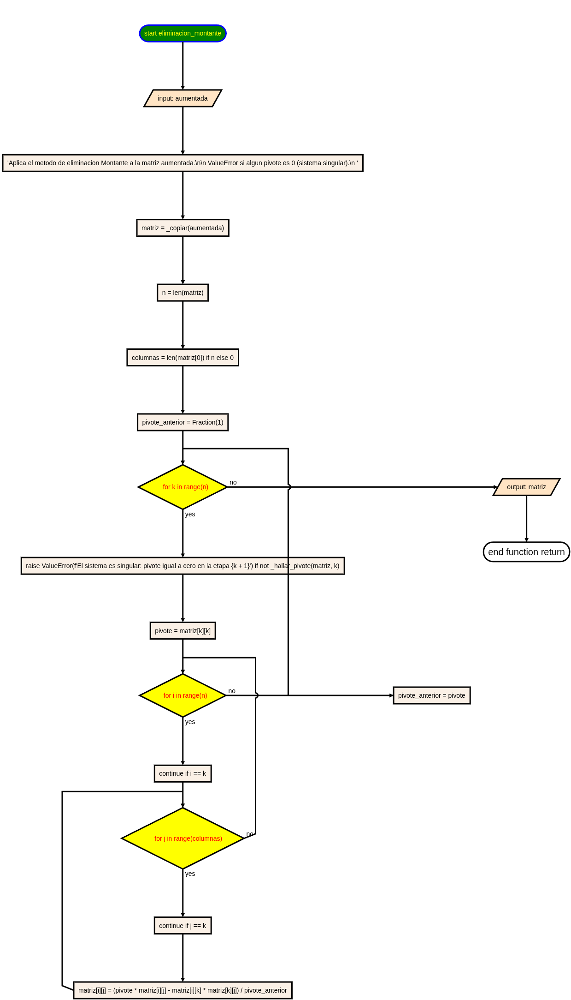 start eliminacion_montante
input: aumentada
'Aplica el metodo de eliminacion Montante a la matriz aumentada.\n\n ValueError si algun pivote es 0 (sistema singular).\n '
matriz = _copiar(aumentada)
n = len(matriz)
columnas = len(matriz[0]) if n else 0
pivote_anterior = Fraction(1)
for k in range(n)
no
output: matriz
yes
end function return
raise ValueError(f'El sistema es singular: pivote igual a cero en la etapa {k + 1}') if not _hallar_pivote(matriz, k)
pivote = matriz[k][k]
for i in range(n)
no
pivote_anterior = pivote
yes
continue if i == k
for j in range(columnas)
no
yes
continue if j == k
matriz[i][j] = (pivote * matriz[i][j] - matriz[i][k] * matriz[k][j]) / pivote_anterior